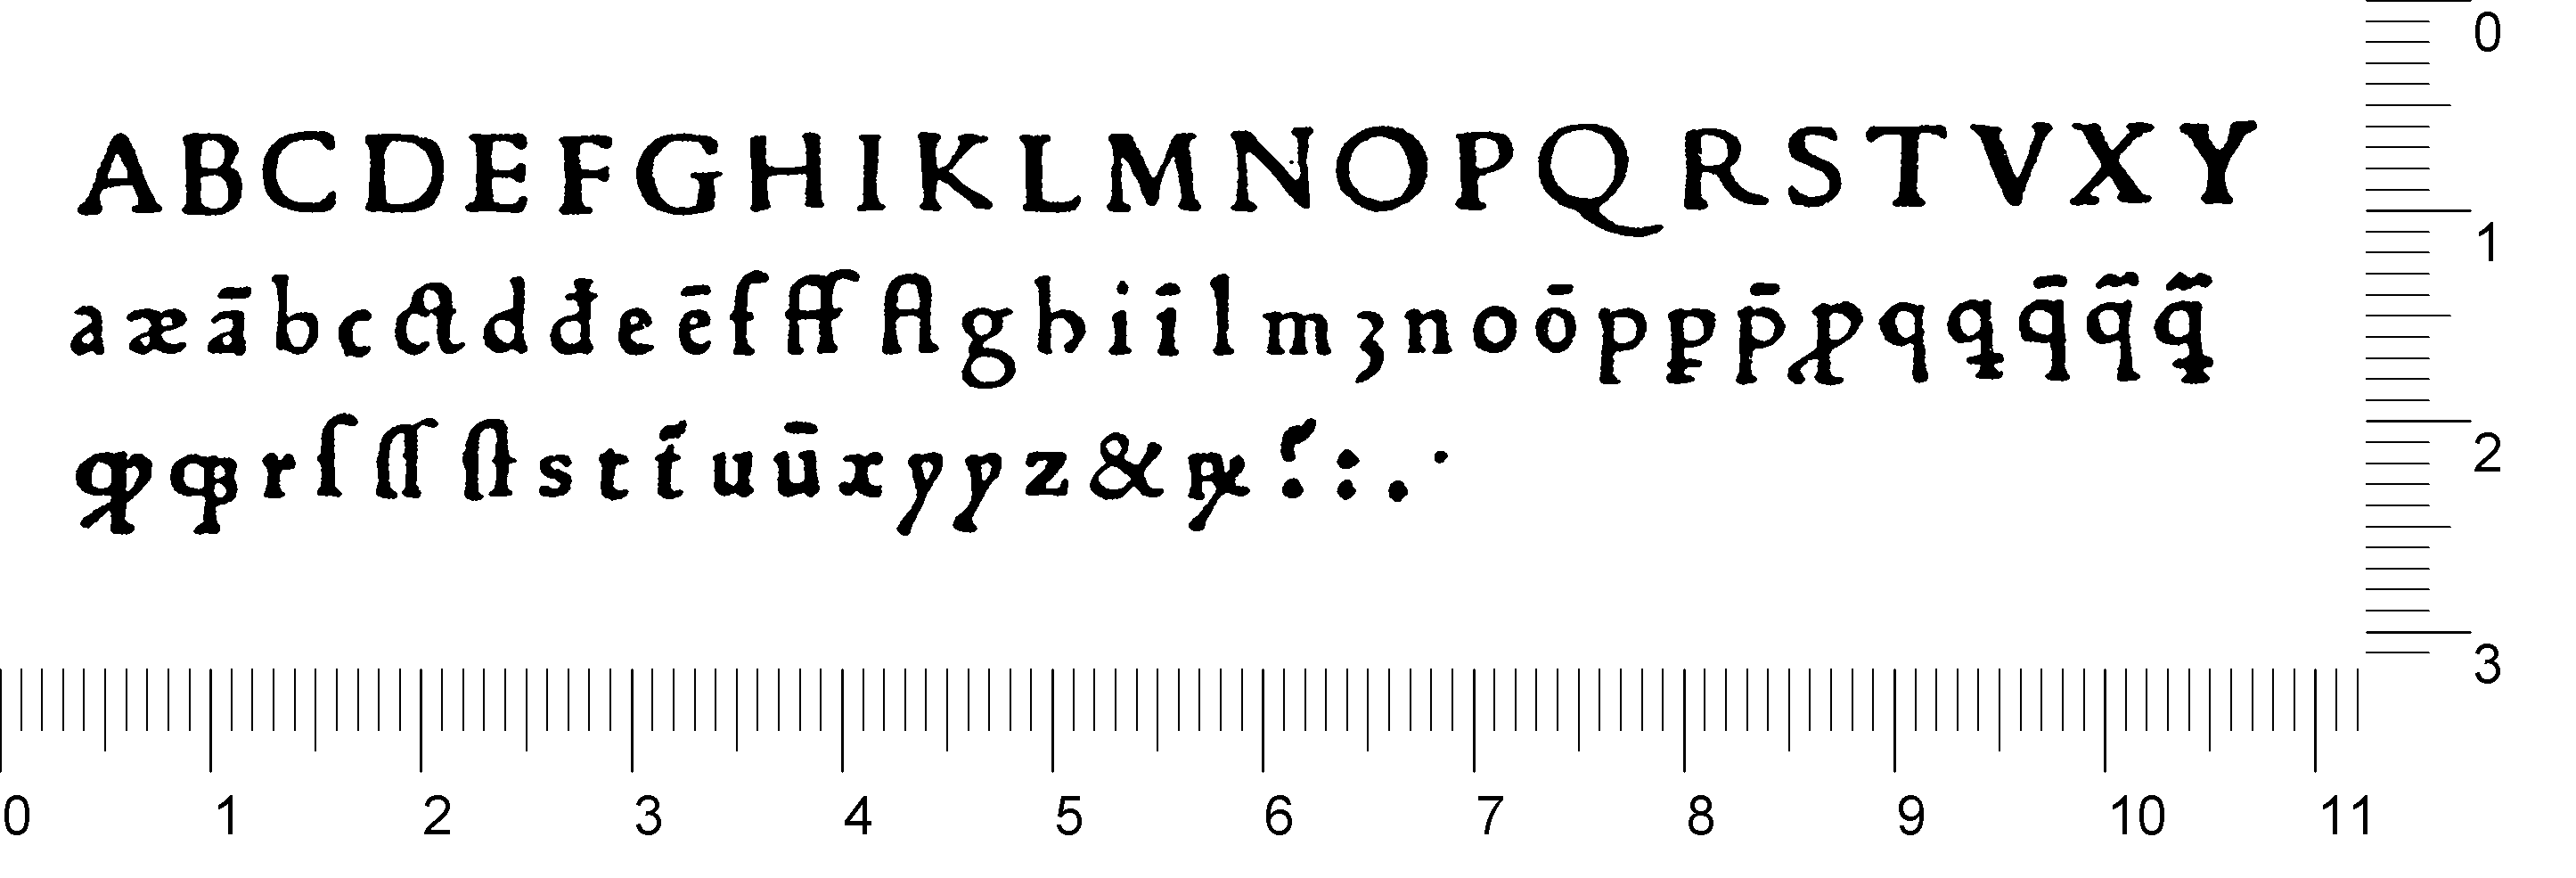 A B C D E F G H I K L M N O P Q R S T V X Y
a æ ā b c ct d đ e ē f ff fl g h i ī l m ꝫ n o ō p ꝑ p̄ ꝓ q ꝗ q̄ q̃ ꝗ̃
ꝙ qꝫ r ſ ſſ ſt s t t̄ u ū x y y z & ꝶ ? : . ·
0 1 2 3
0 1 2 3 4 5 6 7 8 9 10 11